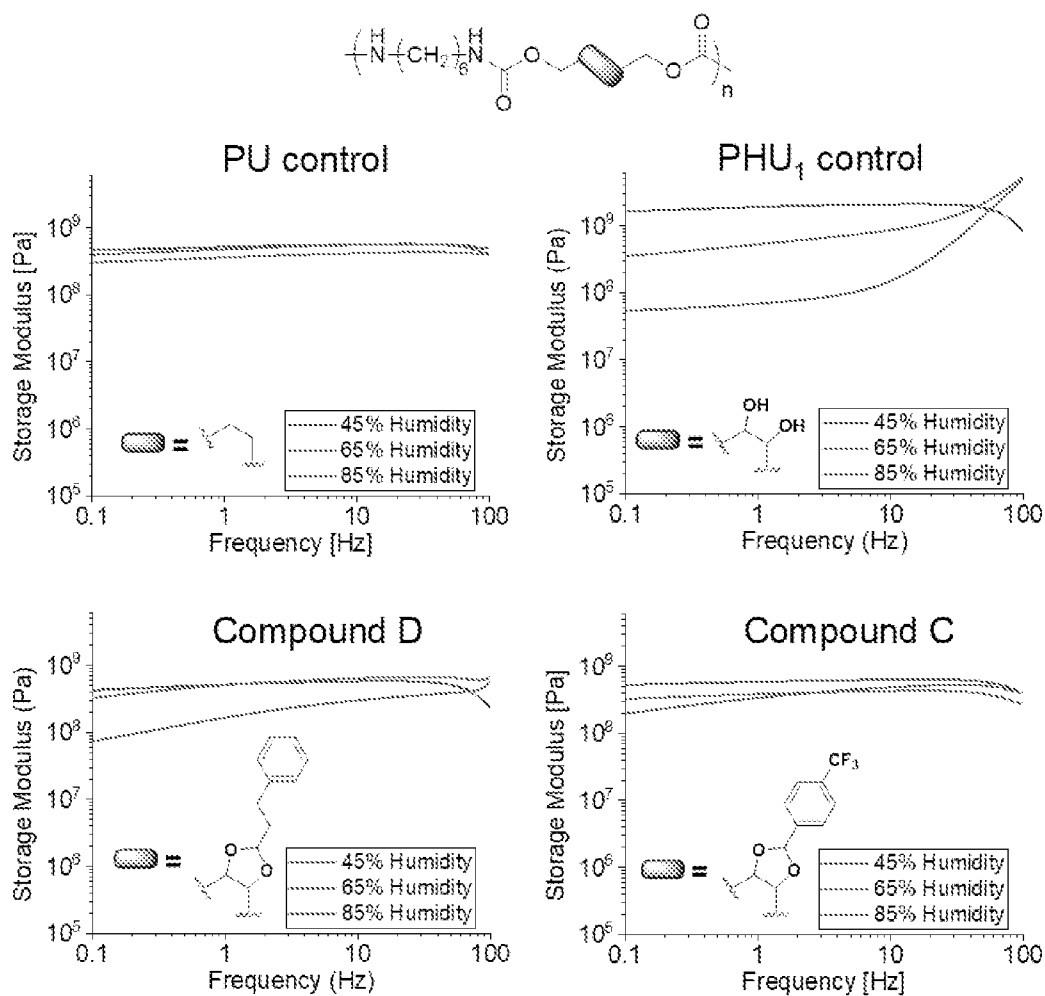 H
N (CH2)6 NH O O O O n
PU control
PHU1 control
Storage Modulus [Pa]
10^9
10^8
10^7
10^6
10^5
45% Humidity
65% Humidity
85% Humidity
0.1 1 10 100
Frequency [Hz]
Storage Modulus (Pa)
10^9
10^8
10^7
10^6
10^5
OH
OH
45% Humidity
65% Humidity
85% Humidity
0.1 1 10 100
Frequency (Hz)
Compound D
Compound C
Storage Modulus (Pa)
10^9
10^8
10^7
10^6
10^5
O
O
45% Humidity
65% Humidity
85% Humidity
0.1 1 10 100
Frequency (Hz)
Storage Modulus [Pa]
10^9
10^8
10^7
10^6
10^5
CF3
O
O
45% Humidity
65% Humidity
85% Humidity
0.1 1 10 100
Frequency [Hz]